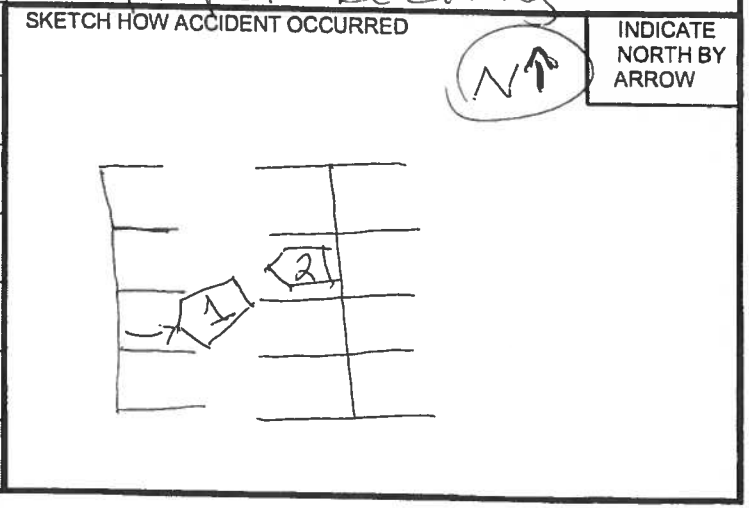 SKETCH HOW ACCIDENT OCCURRED
INDICATE
NORTH BY
ARROW
N↑
2
1